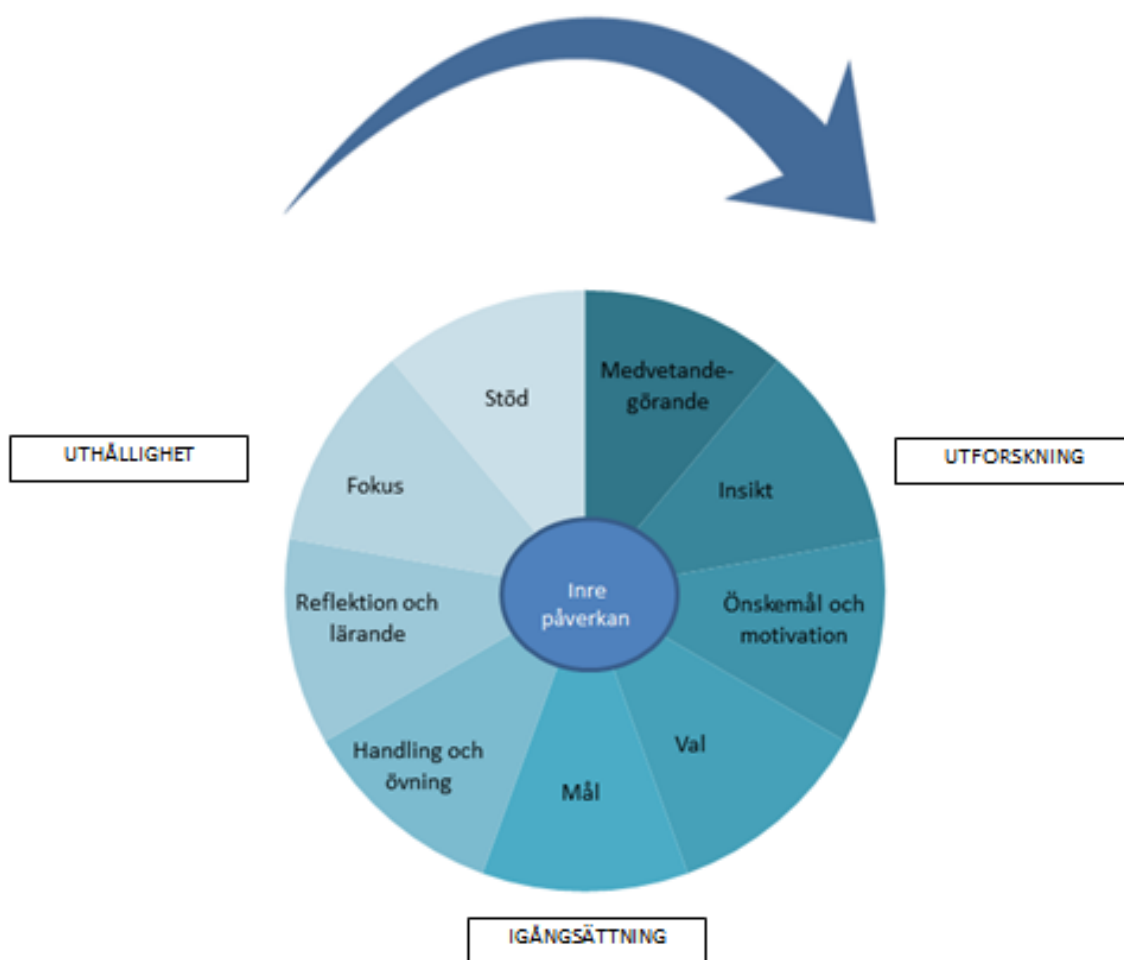 Stöd
Medvetande-
görande
UTHÅLLIGHET
UTFORSKNING
Fokus
Insikt
Inre
påverkan
Reflektion och
lärande
Önskemål och
motivation
Val
Handling och
övning
Mål
IGÅNGSÄTTNING